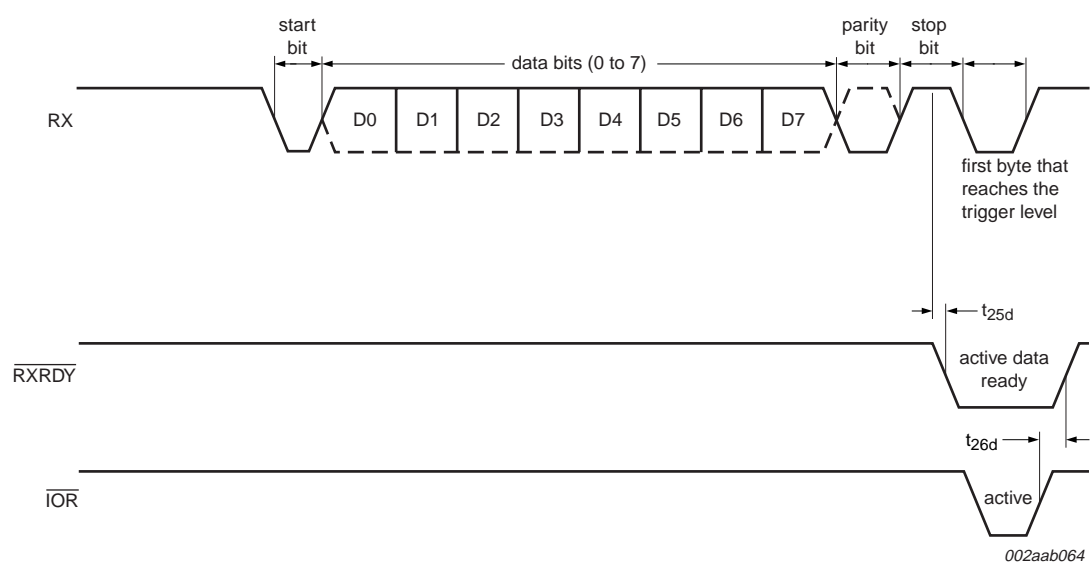 start
bit
data bits (0 to 7)
parity
bit
stop
bit
RX
D0
D1
D2
D3
D4
D5
D6
D7
first byte that
reaches the
trigger level
t25d
RXRDY
active data
ready
t26d
IOR
active
002aab064